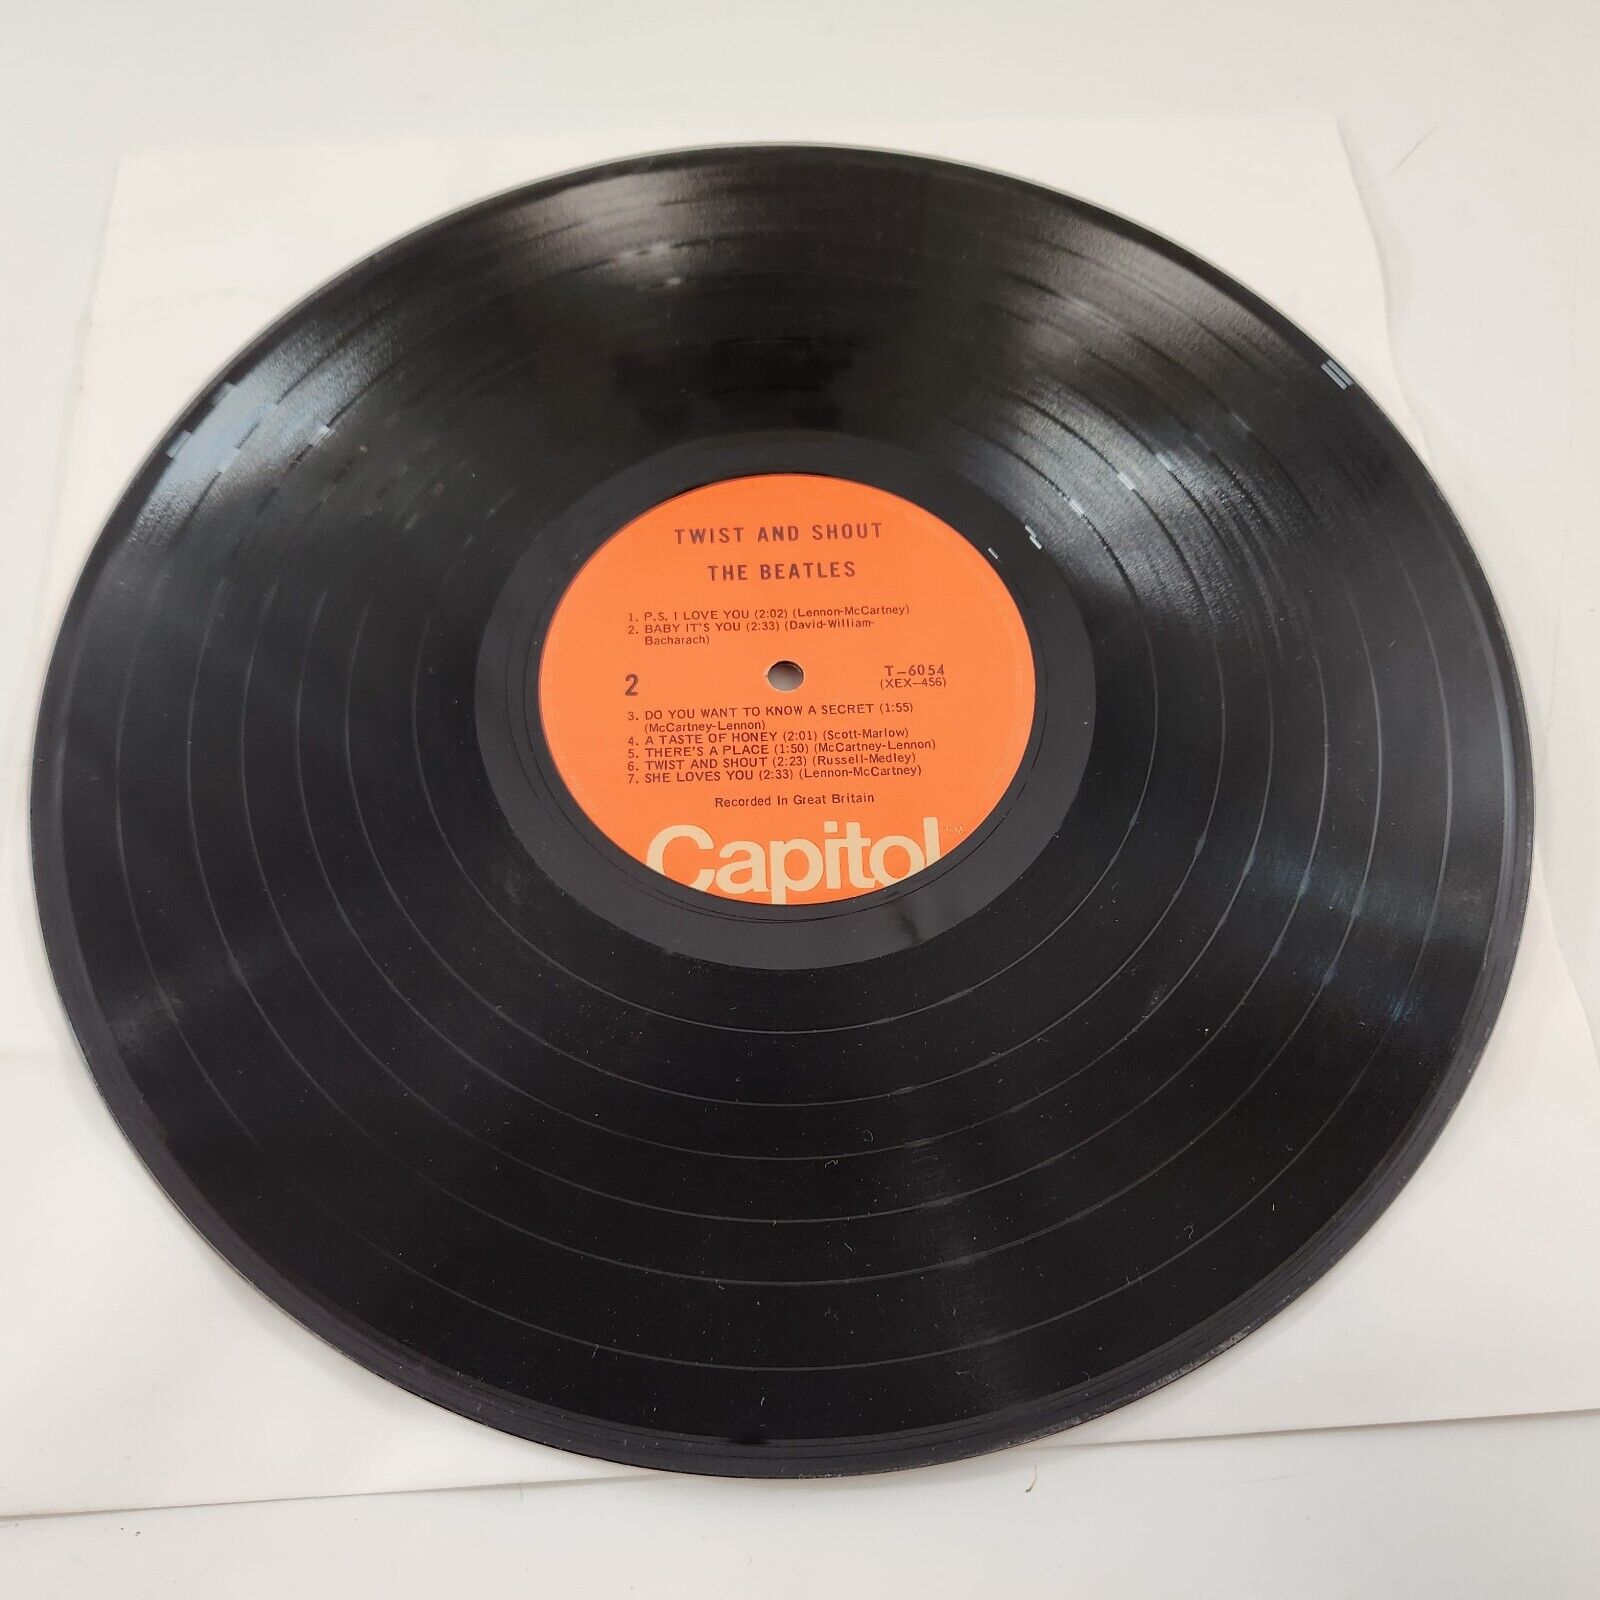 TWIST AND SHOUT
THE BEATLES
1. P.S. I LOVE YOU (2:02) (Lennon-McCartney)
2. BABY IT'S YOU (2:33) (David-William-
Bacharach)
2
T-6054
(XEX-456)
3. DO YOU WANT TO KNOW A SECRET (1:55)
(McCartney-Lennon)
4. A TASTE OF HONEY (2:01) (Scott-Marlow)
5. THERE'S A PLACE (1:50) (McCartney-Lennon)
6. TWIST AND SHOUT (2:23) (Russell-Medley)
7. SHE LOVES YOU (2:33) (Lennon-McCartney)
Recorded In Great Britain
Capitol TM